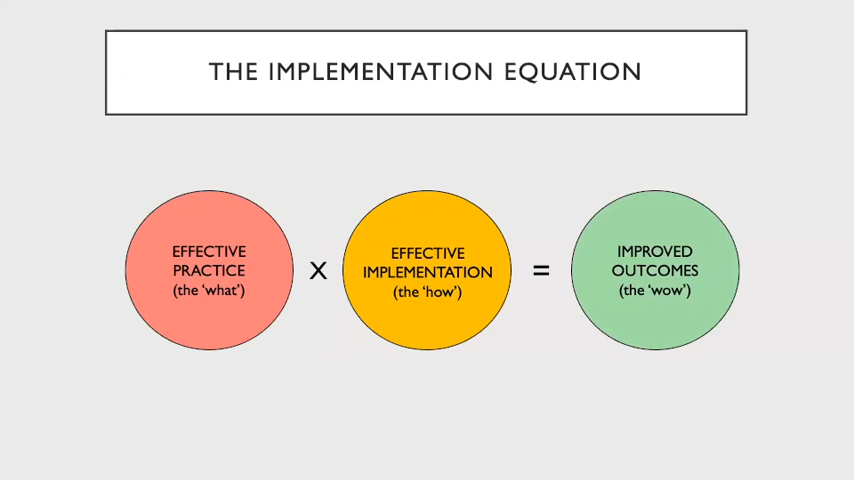 THE IMPLEMENTATION EQUATION
EFFECTIVE
PRACTICE
(the ‘what’)
X
EFFECTIVE
IMPLEMENTATION
(the ‘how’)
=
IMPROVED
OUTCOMES
(the ‘wow’)